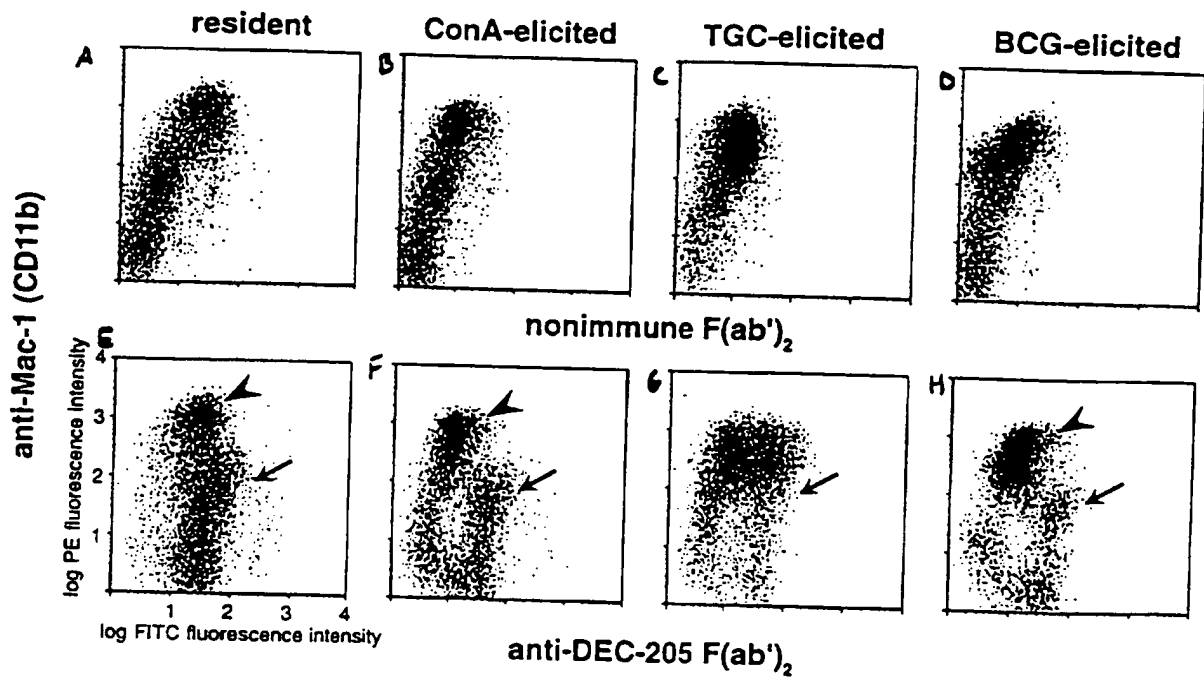 resident
ConA-elicited
TGC-elicited
BCG-elicited
A
B
C
D
anti-Mac-1 (CD11b)
nonimmune F(ab')2
E
F
G
H
log PE fluorescence intensity
4
3
2
1
1 2 3 4
log FITC fluorescence intensity
anti-DEC-205 F(ab')2